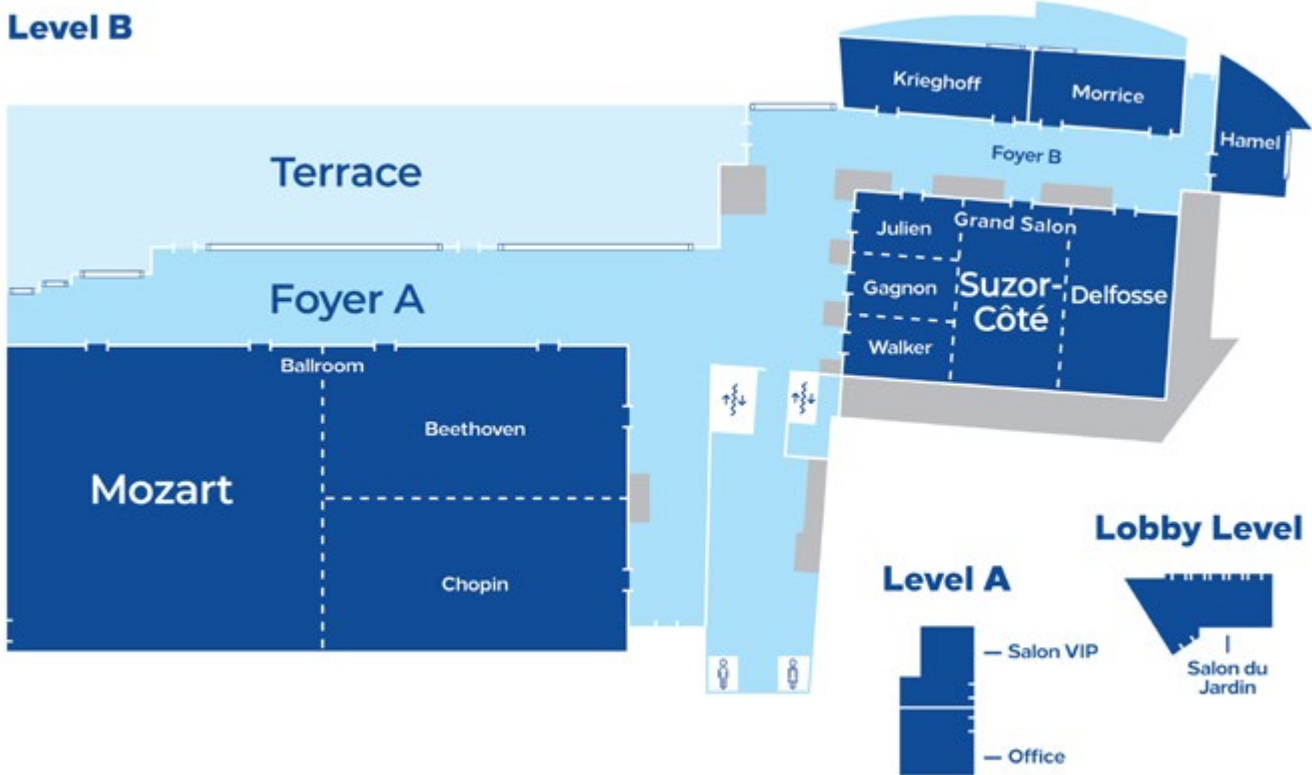 Level B
Krieghoff
Morrice
Hamel
Foyer B
Terrace
Julien
Grand Salon
Gagnon
Suzor-
Côté
Delfosse
Walker
Foyer A
Ballroom
Beethoven
Mozart
Chopin
Lobby Level
Salon du
Jardin
Level A
Salon VIP
Office